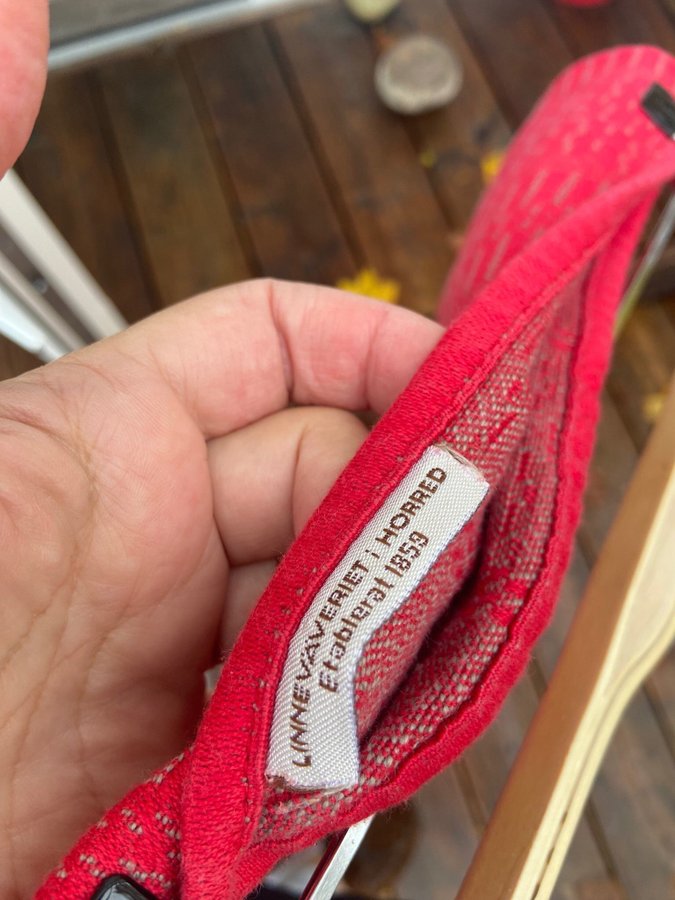 LINNEVÄVERIET i HORRED
Etablerat 1859